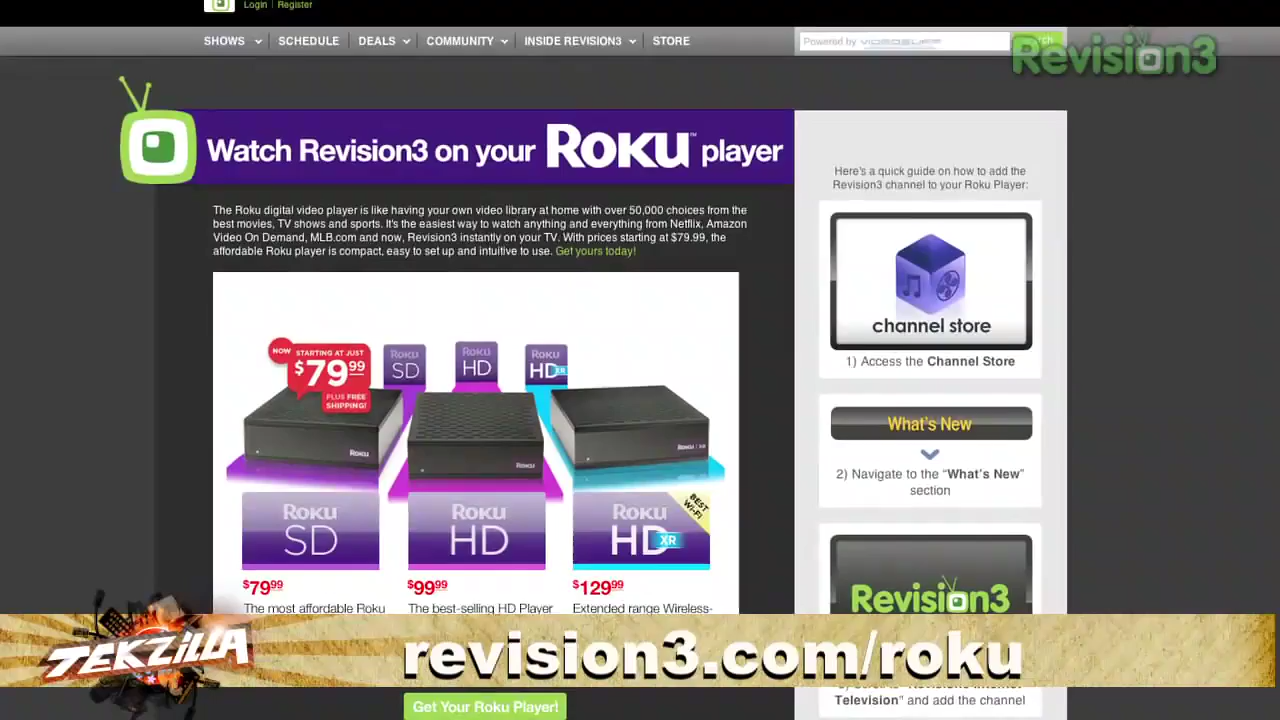 Login | Register
SHOWS
SCHEDULE
DEALS
COMMUNITY
INSIDE REVISION3
STORE
Powered by
Revision3
Watch Revision3 on your ROKU™ player
The Roku digital video player is like having your own video library at home with over 50,000 choices from the
best movies, TV shows and sports. It's the easiest way to watch anything and everything from Netflix, Amazon
Video On Demand, MLB.com and now, Revision3 instantly on your TV. With prices starting at $79.99, the
affordable Roku player is compact, easy to set up and intuitive to use. Get yours today!
NOW
STARTING AT JUST
$79.99
PLUS FREE
SHIPPING!
ROKU
SD
ROKU
HD
ROKU
HD XR
ROKU
ROKU
ROKU | XR
ROKU
SD
ROKU
HD
ROKU
HD XR
BEST
WI-FI
$79.99
$99.99
$129.99
The most affordable Roku
The best-selling HD Player
Extended range Wireless-
Get Your Roku Player!
Here's a quick guide on how to add the
Revision3 channel to your Roku Player:
channel store
1) Access the Channel Store
What's New
2) Navigate to the "What's New"
section
Revision3
Television" and add the channel
TEKZILLA
revision3.com/roku